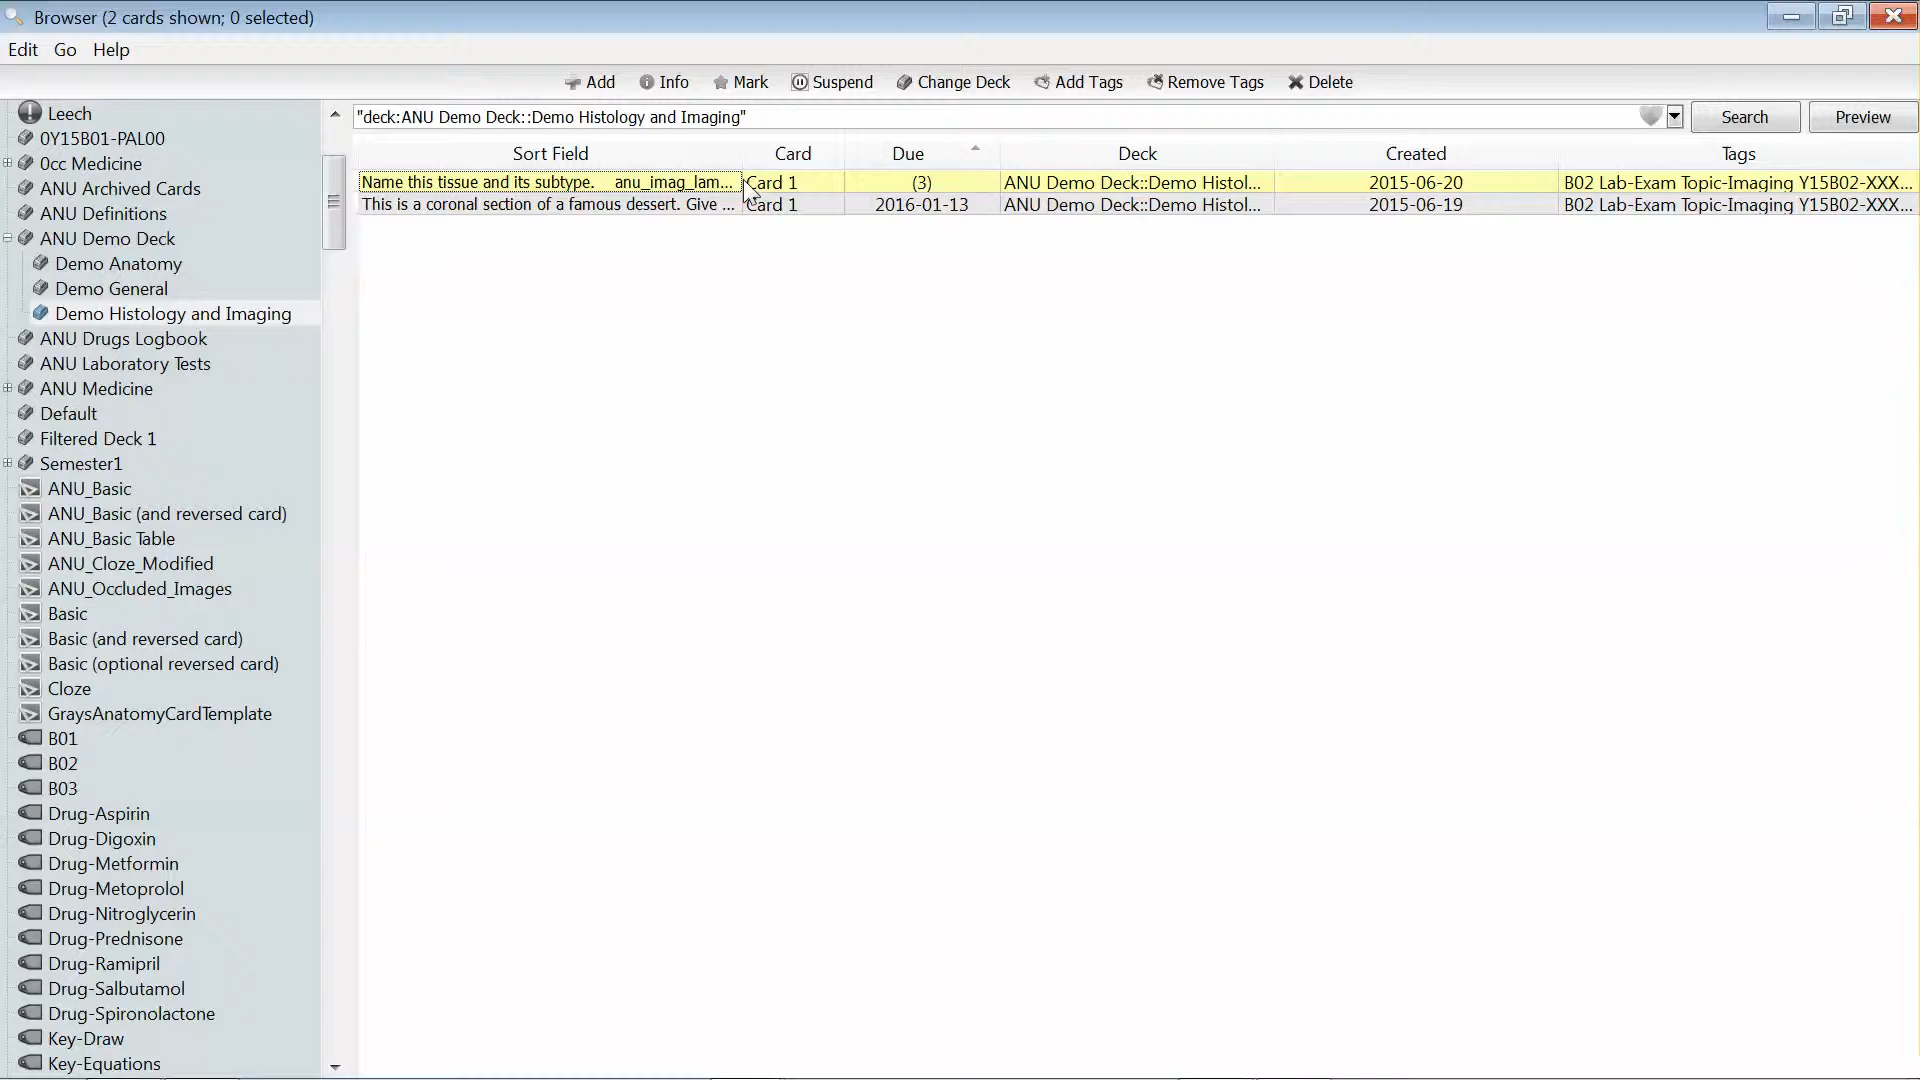 Browser (2 cards shown; 0 selected)
Edit Go Help
Add Info Mark Suspend Change Deck Add Tags Remove Tags Delete
Leech
0Y15B01-PAL00
0cc Medicine
ANU Archived Cards
ANU Definitions
ANU Demo Deck
Demo Anatomy
Demo General
Demo Histology and Imaging
ANU Drugs Logbook
ANU Laboratory Tests
ANU Medicine
Default
Filtered Deck 1
Semester1
ANU_Basic
ANU_Basic (and reversed card)
ANU_Basic Table
ANU_Cloze_Modified
ANU_Occluded_Images
Basic
Basic (and reversed card)
Basic (optional reversed card)
Cloze
GraysAnatomyCardTemplate
B01
B02
B03
Drug-Aspirin
Drug-Digoxin
Drug-Metformin
Drug-Metoprolol
Drug-Nitroglycerin
Drug-Prednisone
Drug-Ramipril
Drug-Salbutamol
Drug-Spironolactone
Key-Draw
Key-Equations
"deck:ANU Demo Deck::Demo Histology and Imaging" Search Preview
Sort Field Card Due Deck Created Tags
Name this tissue and its subtype. anu_imag_lam... Card 1 (3) ANU Demo Deck::Demo Histol... 2015-06-20 B02 Lab-Exam Topic-Imaging Y15B02-XXX...
This is a coronal section of a famous dessert. Give ... Card 1 2016-01-13 ANU Demo Deck::Demo Histol... 2015-06-19 B02 Lab-Exam Topic-Imaging Y15B02-XXX...